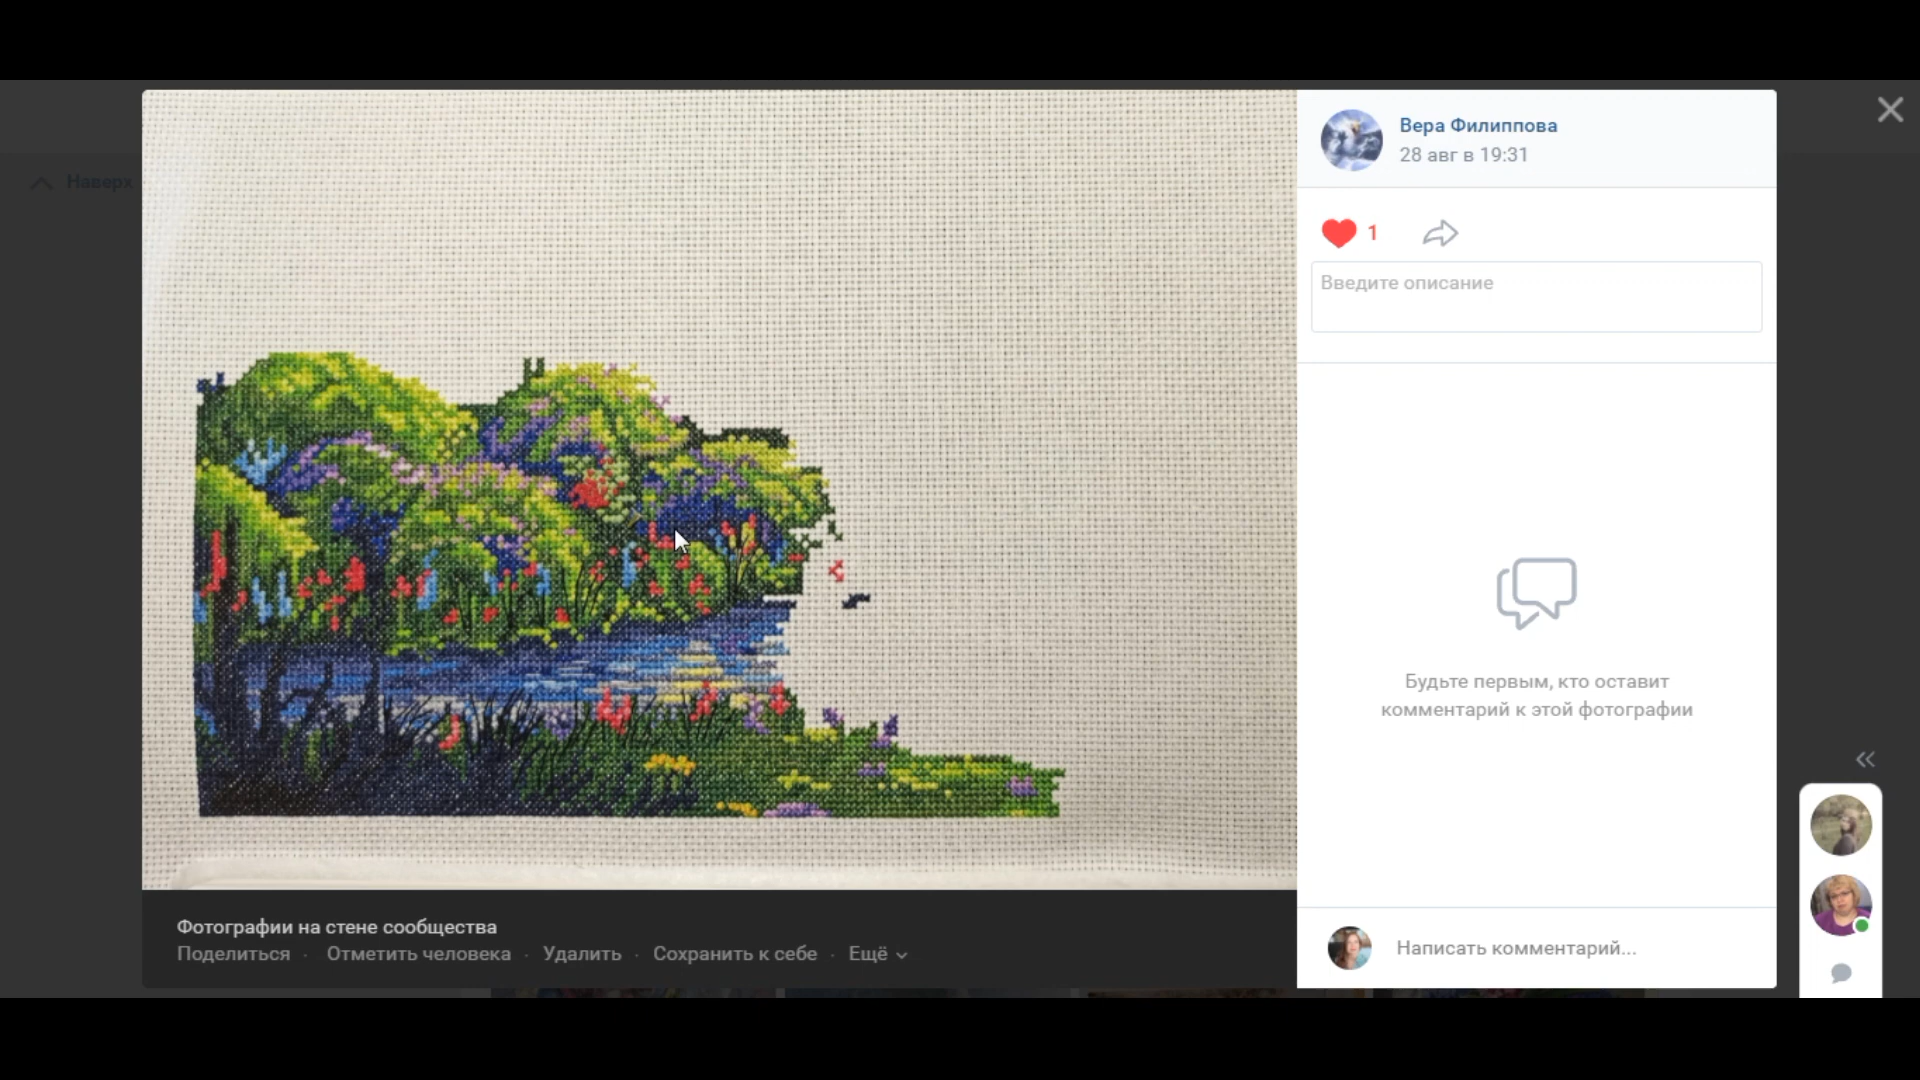 Наверх
Вера Филиппова
28 авг в 19:31
1
Введите описание
Будьте первым, кто оставит
комментарий к этой фотографии
Фотографии на стене сообщества
Поделиться · Отметить человека · Удалить · Сохранить к себе · Ещё
Написать комментарий...